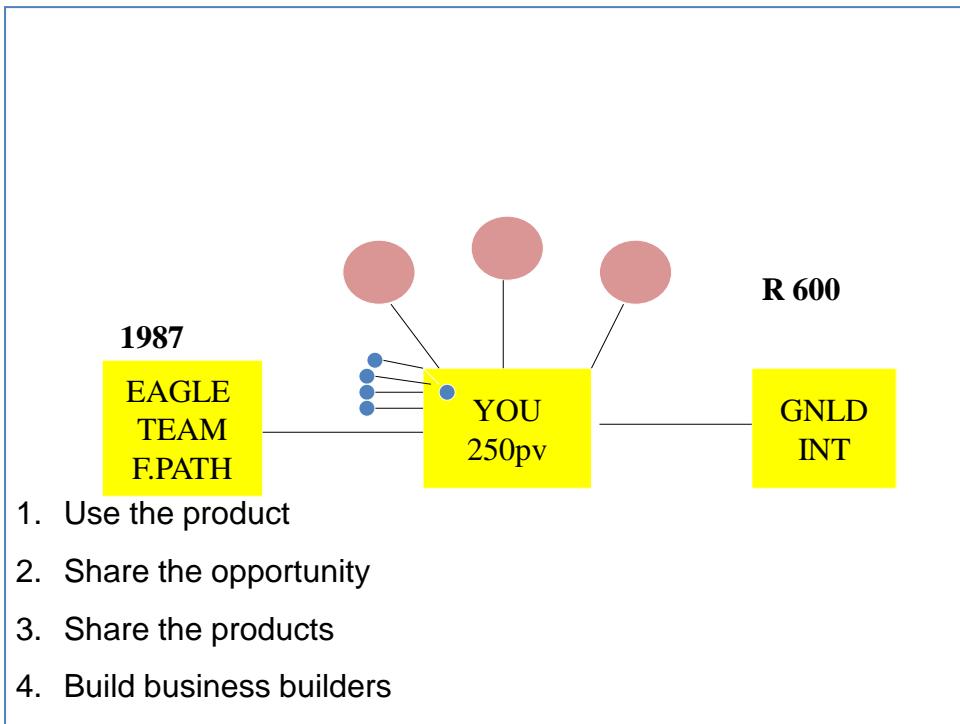 R 600
1987
EAGLE
TEAM
F.PATH
YOU
250pv
GNLD
INT
1. Use the product
2. Share the opportunity
3. Share the products
4. Build business builders